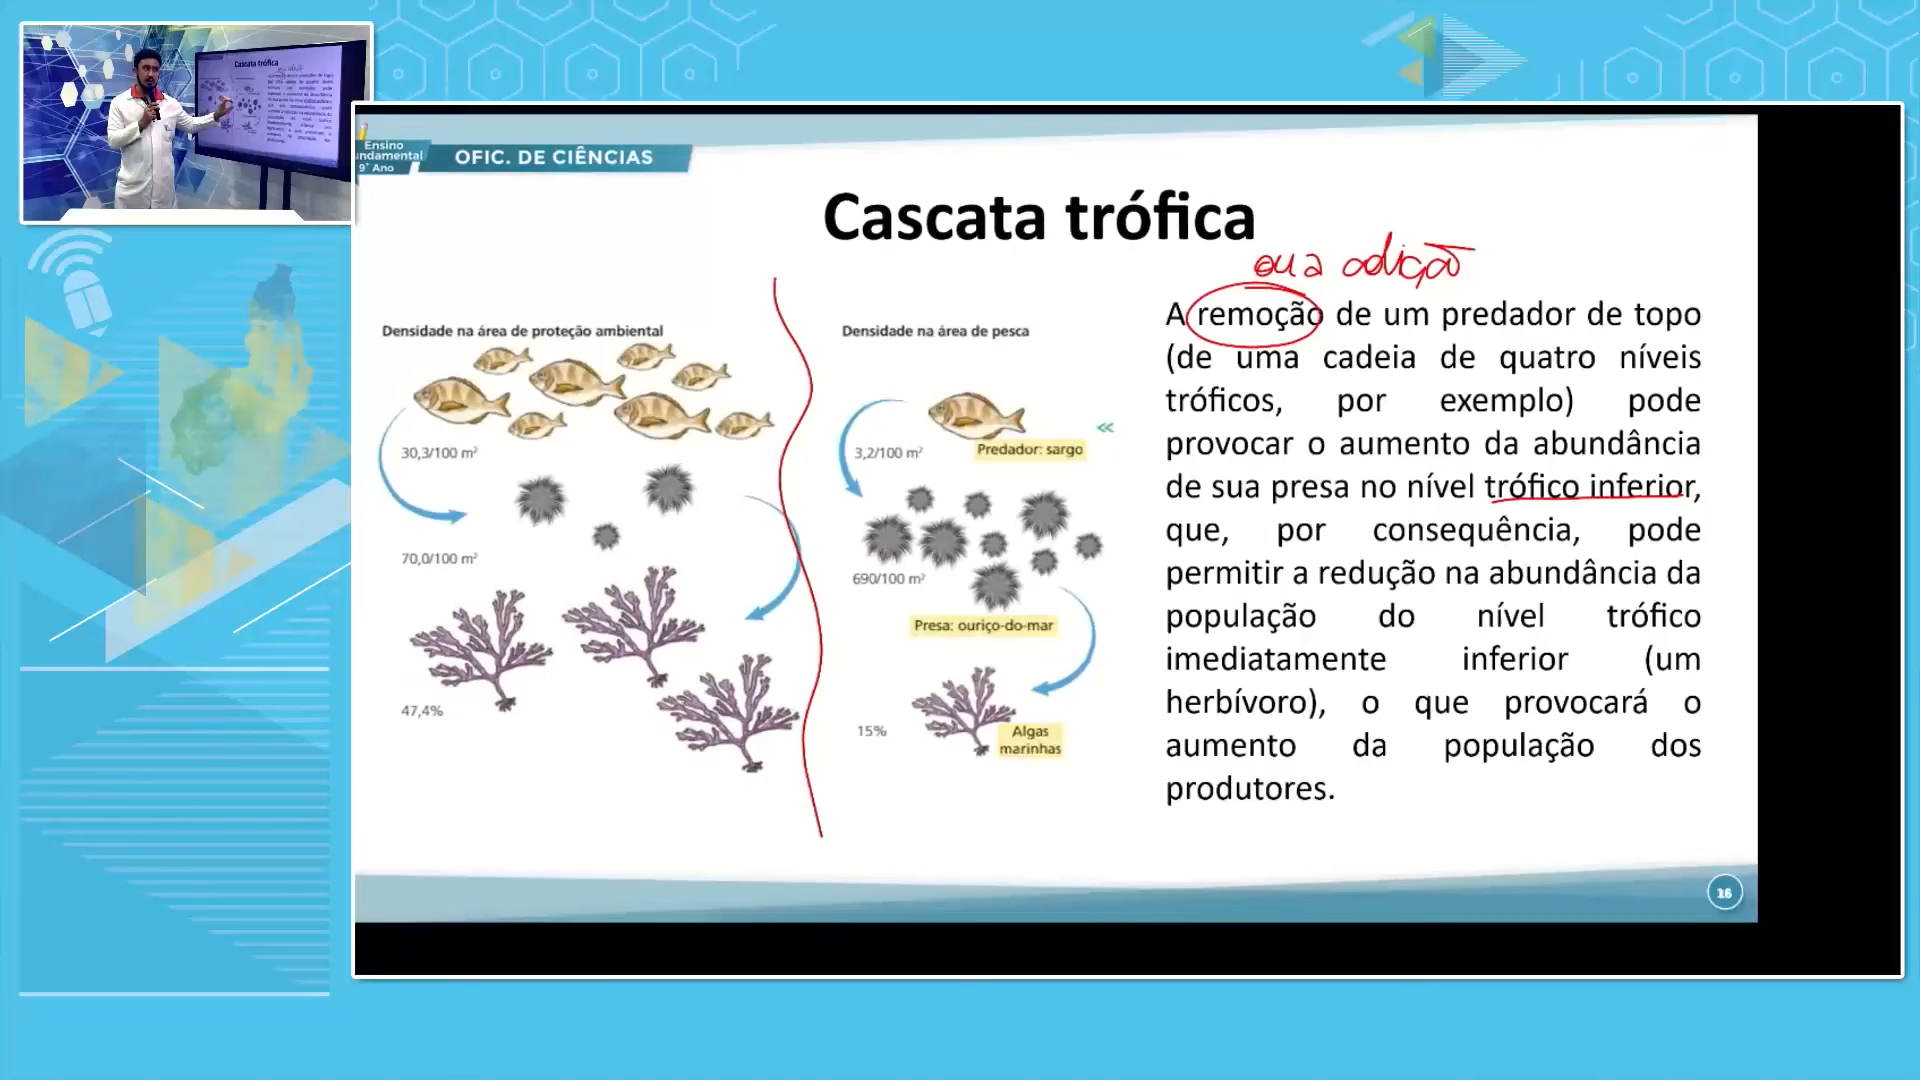 Cascata trófica
Ensino
undamental
9° Ano
OFIC. DE CIÊNCIAS
Cascata trófica
ou a adição
Densidade na área de proteção ambiental
30,3/100 m²
70,0/100 m²
47,4%
Densidade na área de pesca
3,2/100 m²
Predador: sargo
690/100 m²
Presa: ouriço-do-mar
15%
Algas
marinhas
A remoção de um predador de topo
(de uma cadeia de quatro níveis
tróficos, por exemplo) pode
provocar o aumento da abundância
de sua presa no nível trófico inferior,
que, por consequência, pode
permitir a redução na abundância da
população do nível trófico
imediatamente inferior (um
herbívoro), o que provocará o
aumento da população dos
produtores.
16